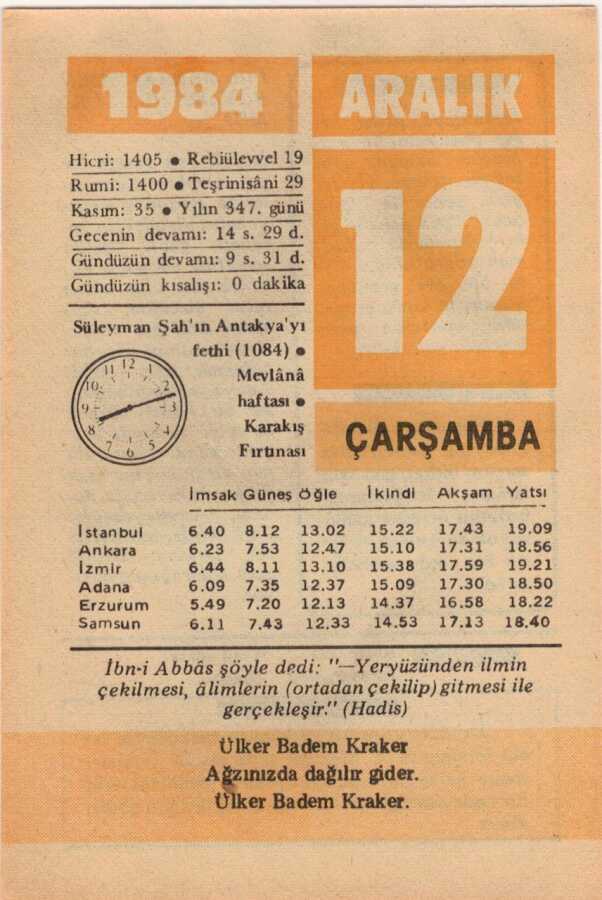 1984
ARALIK
Hicri: 1405 ● Rebiülevvel 19
Rumi: 1400 ● Teşrinisâni 29
Kasım: 35 ● Yılın 347. günü
Gecenin devamı: 14 s. 29 d.
Gündüzün devamı: 9 s. 31 d.
Gündüzün kısalışı: 0 dakika
12
Süleyman Şah'ın Antakya'yı
fethi (1084) ●
Mevlânâ
haftası ●
Karakış
Fırtınası
ÇARŞAMBA
İmsak Güneş Öğle İkindi Akşam Yatsı
İstanbul 6.40 8.12 13.02 15.22 17.43 19.09
Ankara 6.23 7.53 12.47 15.10 17.31 18.56
İzmir 6.44 8.11 13.10 15.38 17.59 19.21
Adana 6.09 7.35 12.37 15.09 17.30 18.50
Erzurum 5.49 7.20 12.13 14.37 16.58 18.22
Samsun 6.11 7.43 12.33 14.53 17.13 18.40
İbn-i Abbâs şöyle dedi: "—Yeryüzünden ilmin
çekilmesi, âlimlerin (ortadan çekilip) gitmesi ile
gerçekleşir." (Hadis)
Ülker Badem Kraker
Ağzınızda dağılır gider.
Ülker Badem Kraker.